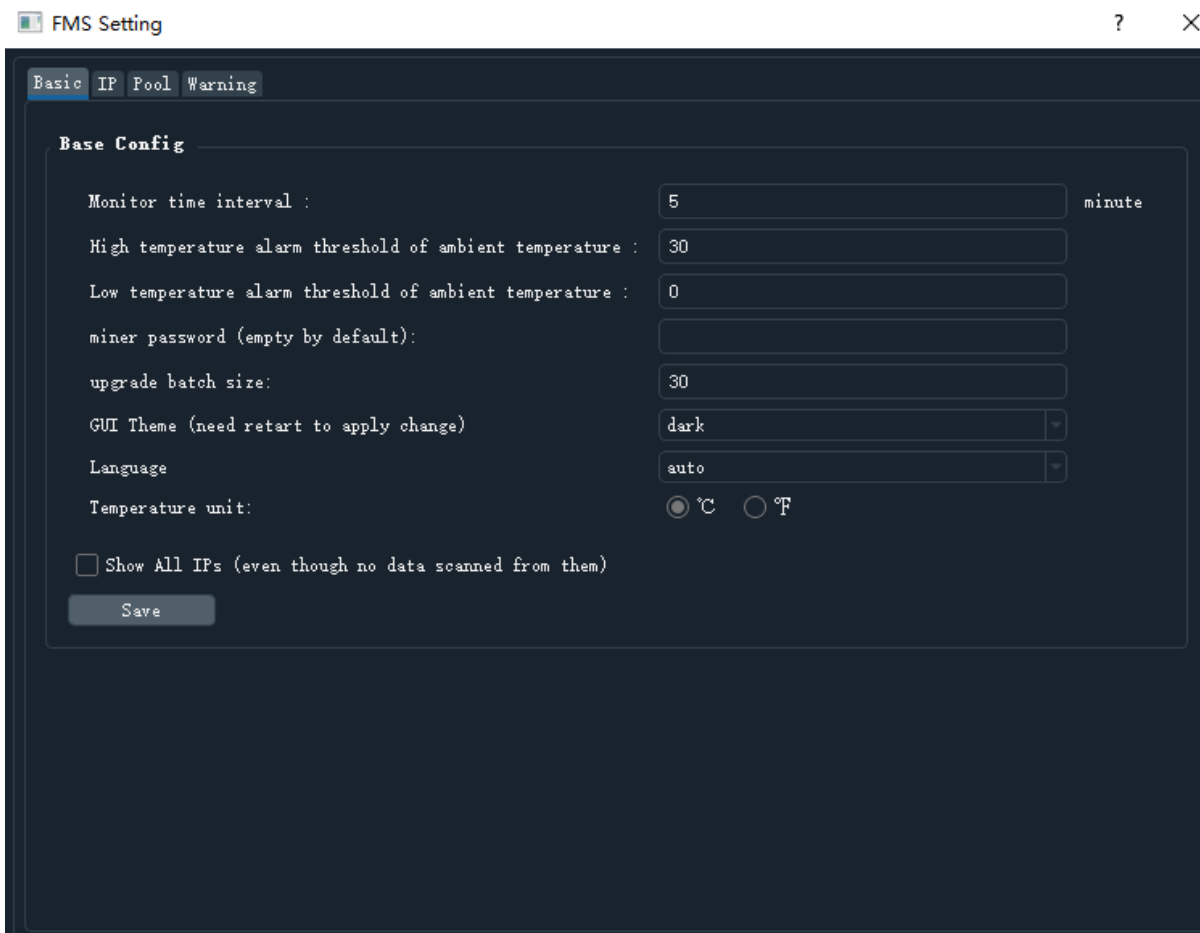 FMS Setting
?
Basic IP Pool Warning
Base Config
Monitor time interval : 5 minute
High temperature alarm threshold of ambient temperature : 30
Low temperature alarm threshold of ambient temperature : 0
miner password (empty by default):
upgrade batch size: 30
GUI Theme (need retart to apply change) dark
Language auto
Temperature unit: ℃ ℉
Show All IPs (even though no data scanned from them)
Save